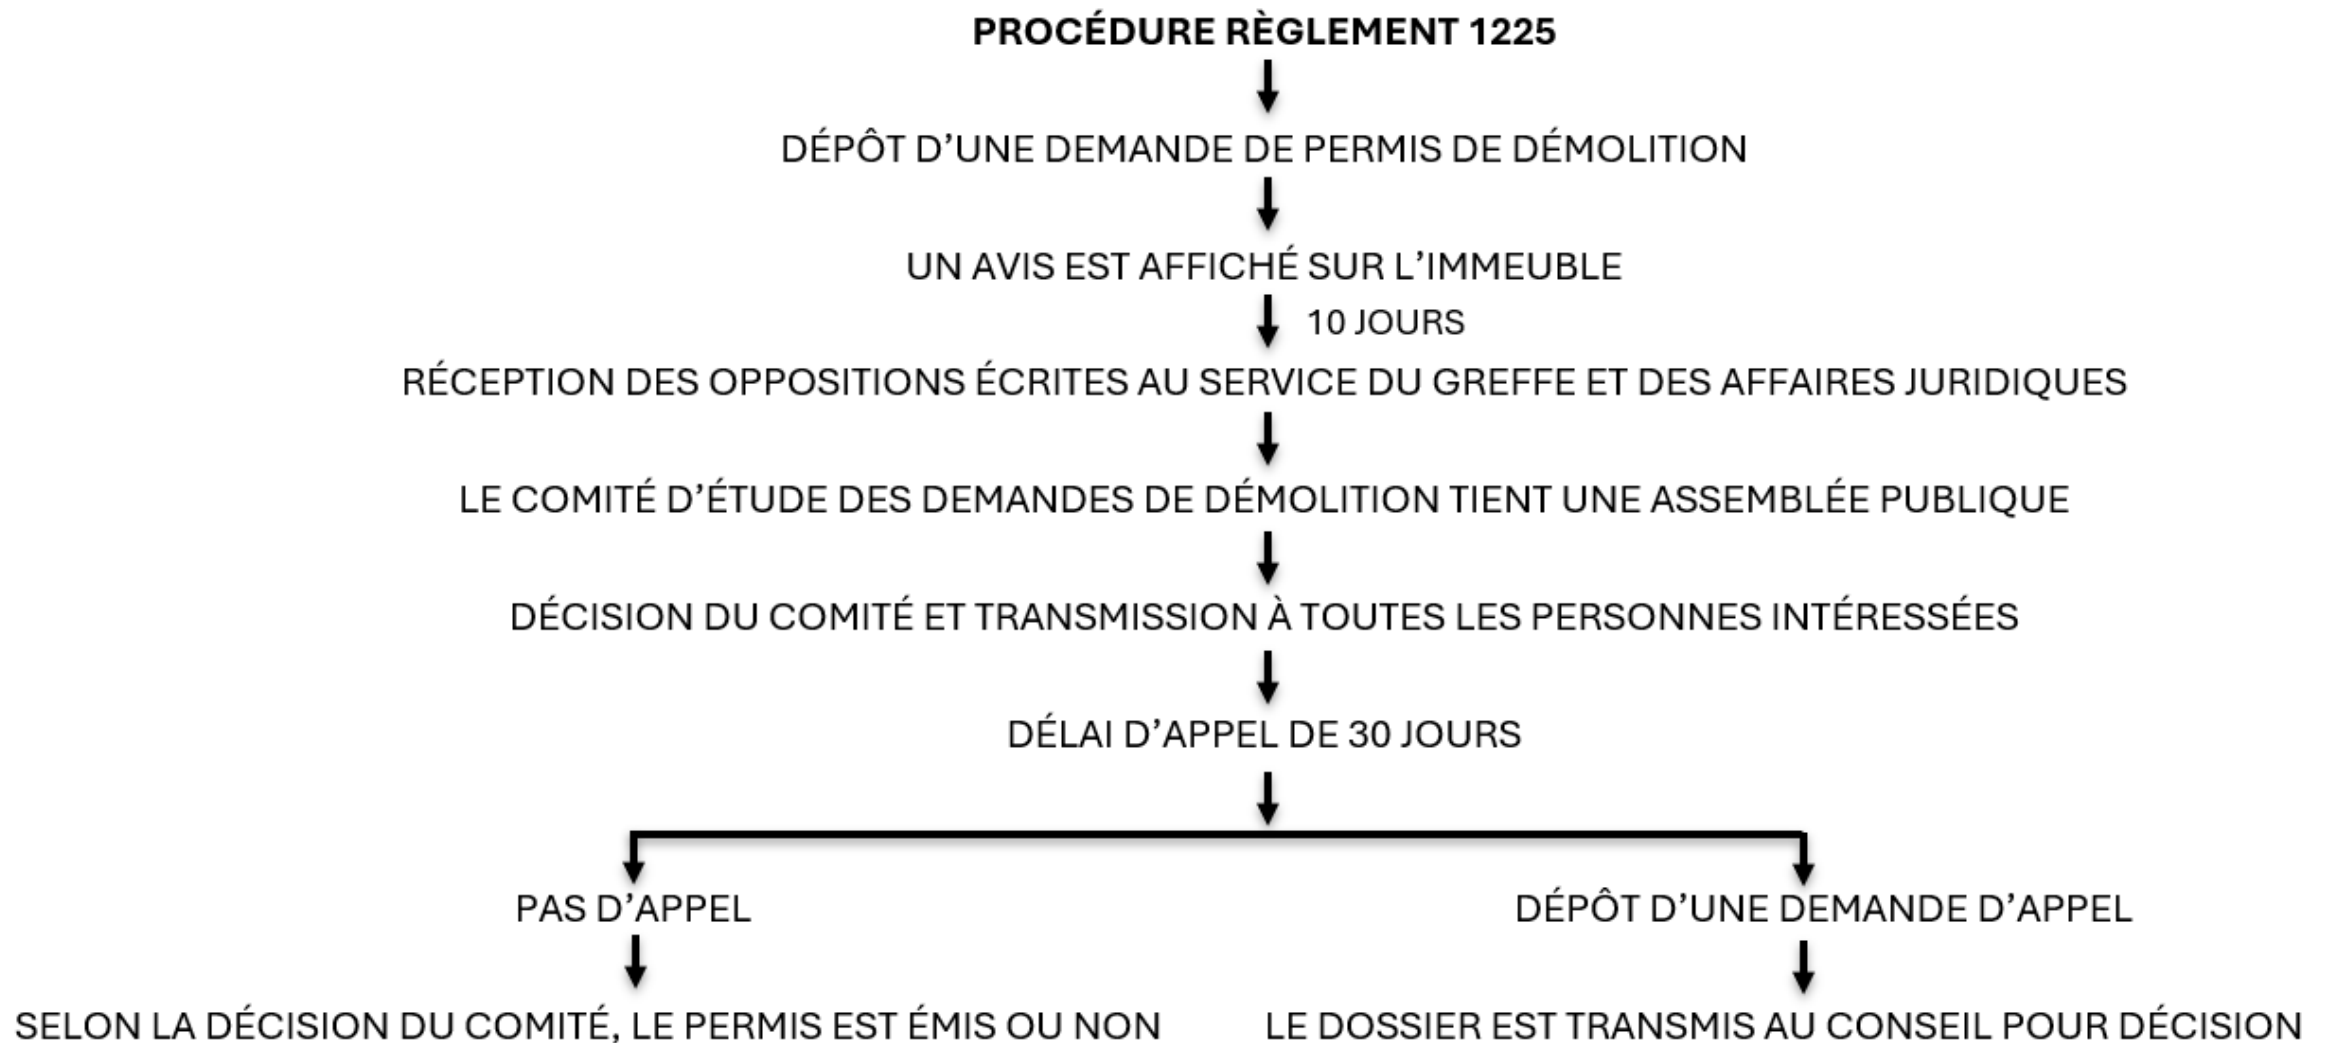 PROCÉDURE RÈGLEMENT 1225
DÉPÔT D’UNE DEMANDE DE PERMIS DE DÉMOLITION
UN AVIS EST AFFICHÉ SUR L’IMMEUBLE
10 JOURS
RÉCEPTION DES OPPOSITIONS ÉCRITES AU SERVICE DU GREFFE ET DES AFFAIRES JURIDIQUES
LE COMITÉ D’ÉTUDE DES DEMANDES DE DÉMOLITION TIENT UNE ASSEMBLÉE PUBLIQUE
DÉCISION DU COMITÉ ET TRANSMISSION À TOUTES LES PERSONNES INTÉRESSÉES
DÉLAI D’APPEL DE 30 JOURS
PAS D’APPEL
DÉPÔT D’UNE DEMANDE D’APPEL
SELON LA DÉCISION DU COMITÉ, LE PERMIS EST ÉMIS OU NON
LE DOSSIER EST TRANSMIS AU CONSEIL POUR DÉCISION